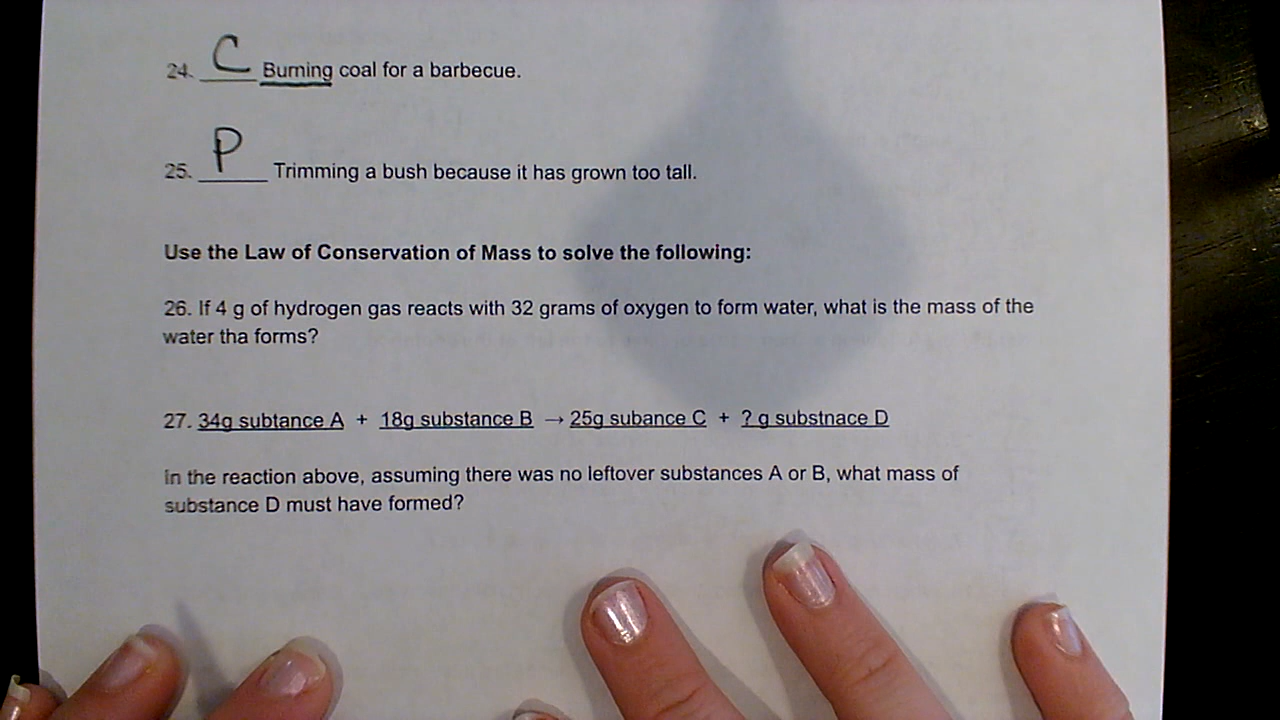 24. C Burning coal for a barbecue.
25. P Trimming a bush because it has grown too tall.
Use the Law of Conservation of Mass to solve the following:
26. If 4 g of hydrogen gas reacts with 32 grams of oxygen to form water, what is the mass of the
water tha forms?
27. 34g subtance A + 18g substance B → 25g subance C + ? g substnace D
In the reaction above, assuming there was no leftover substances A or B, what mass of
substance D must have formed?